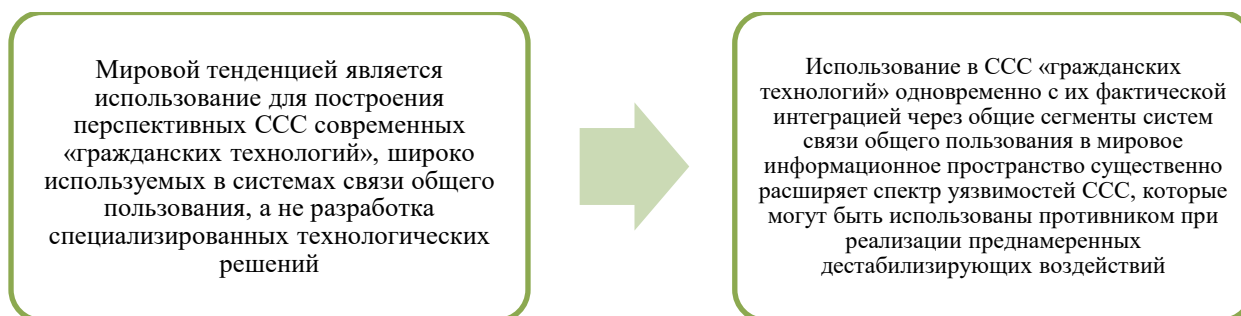 Мировой тенденцией является
использование для построения
перспективных ССС современных
«гражданских технологий», широко
используемых в системах связи общего
пользования, а не разработка
специализированных технологических
решений
Использование в ССС «гражданских
технологий» одновременно с их фактической
интеграцией через общие сегменты систем
связи общего пользования в мировое
информационное пространство существенно
расширяет спектр уязвимостей ССС, которые
могут быть использованы противником при
реализации преднамеренных
дестабилизирующих воздействий